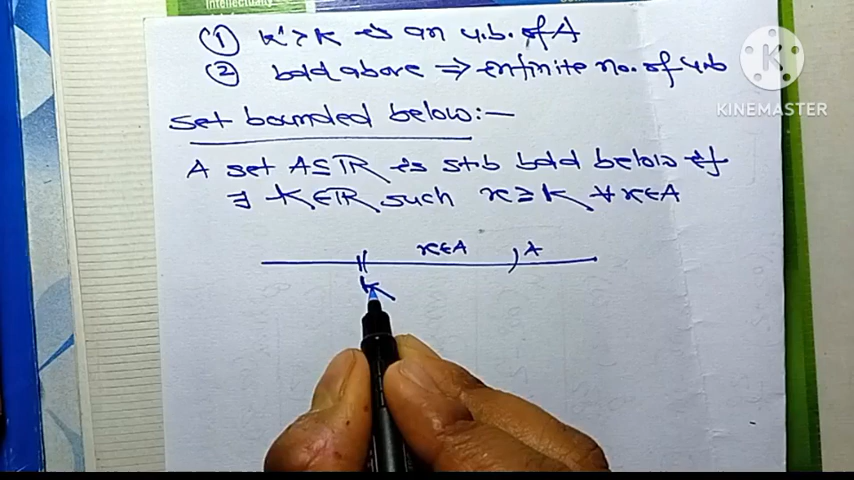 Intellectually
① K' > K is an u.b. of A
② bdd above ⇒ infinite no. of u.b
KINEMASTER
Set bounded below:—
A set A⊆ℝ is s.t.b bdd below if
∃ K∈ℝ such x ≥ K ∀ x∈A
x∈A ) A
K